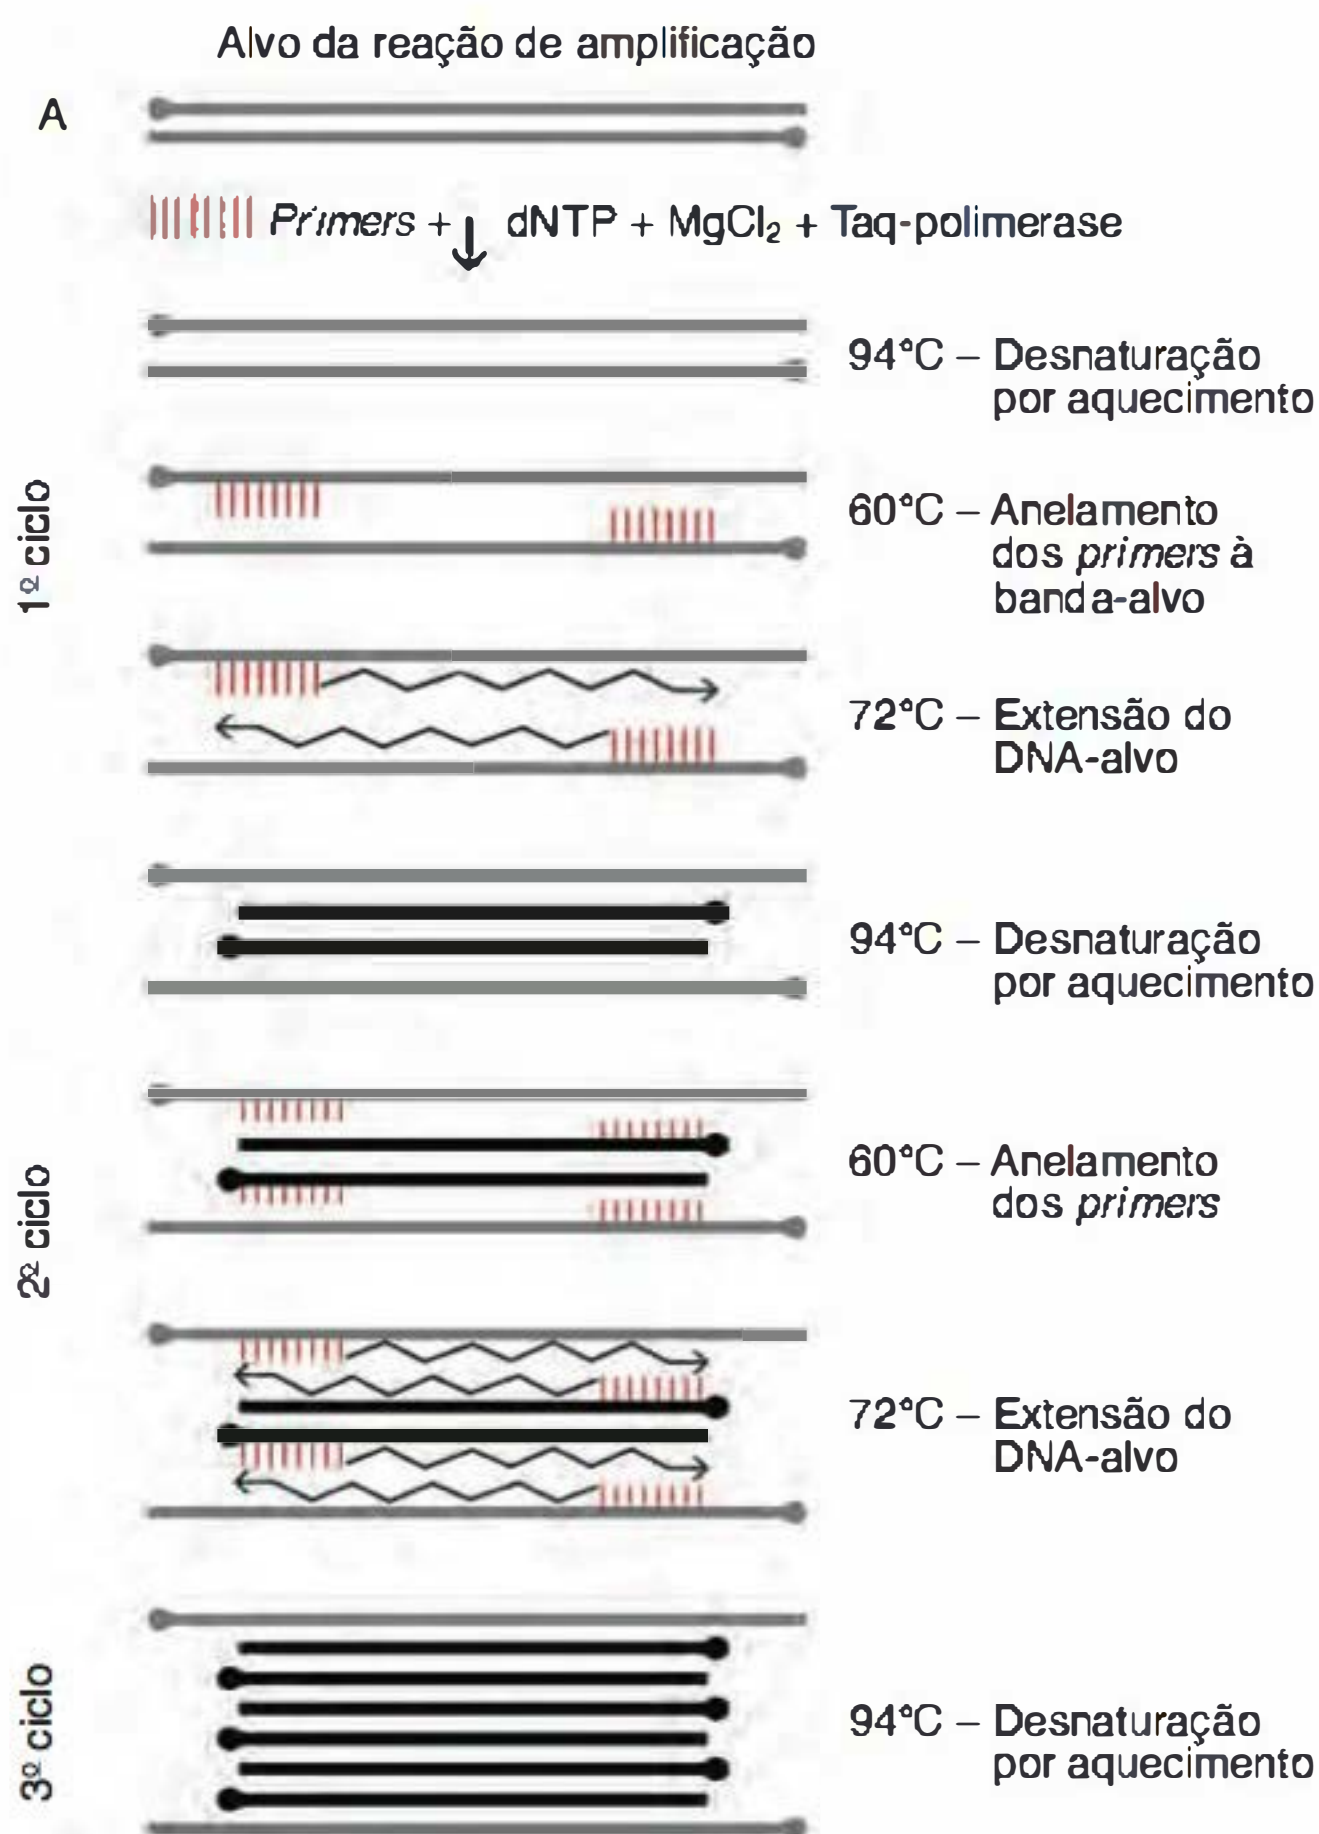 Alvo da reação de amplificação
A
Primers + dNTP + MgCl₂ + Taq-polimerase
1º ciclo
94°C – Desnaturação
por aquecimento
60°C – Anelamento
dos primers à
banda-alvo
72°C – Extensão do
DNA-alvo
2º ciclo
94°C – Desnaturação
por aquecimento
60°C – Anelamento
dos primers
72°C – Extensão do
DNA-alvo
3º ciclo
94°C – Desnaturação
por aquecimento